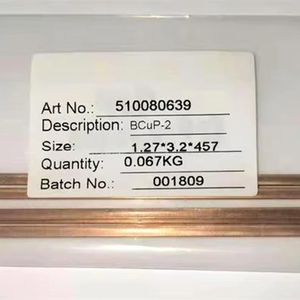 Art No.: 510080639
Description: BCuP-2
Size: 1.27*3.2*457
Quantity: 0.067KG
Batch No.: 001809